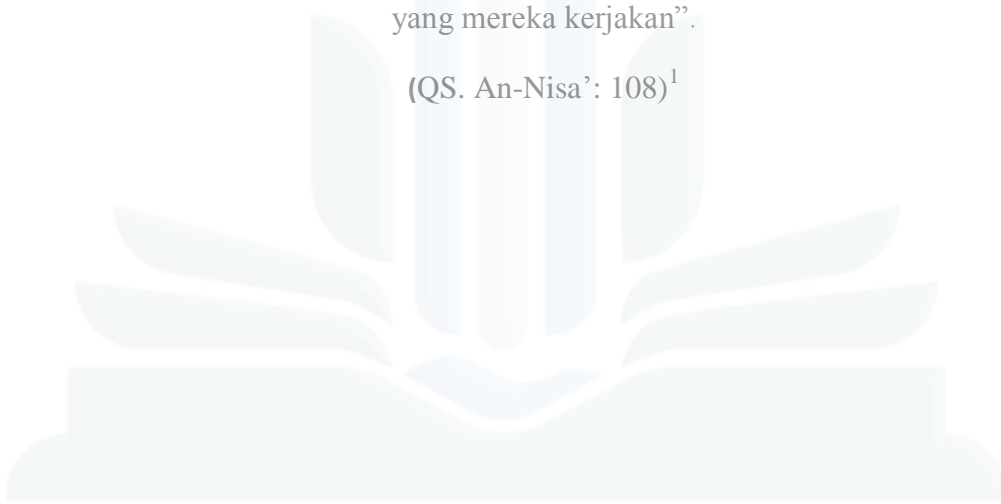 yang mereka kerjakan”.
(QS. An-Nisa’: 108)1